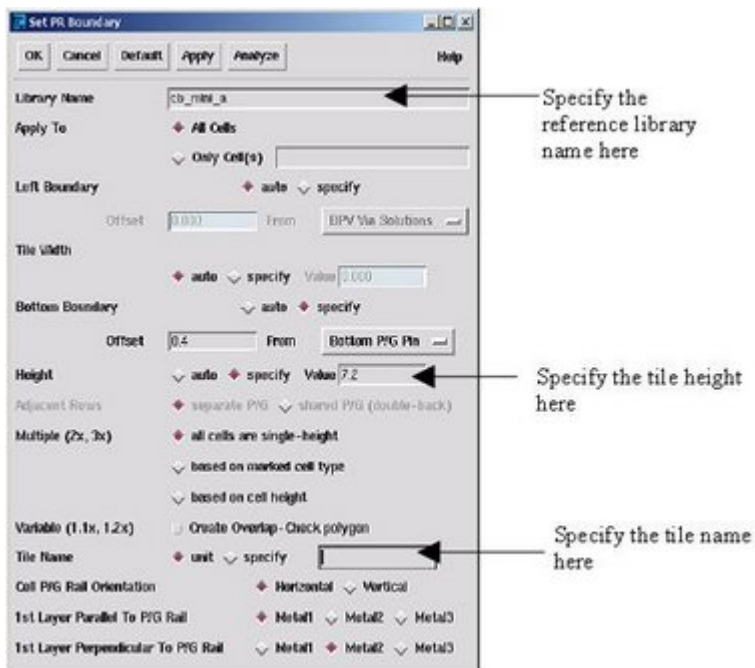 Set PR Boundary
OK Cancel Default Apply Analyze Help
Library Name cb_mini_a
Apply To All Cells
Only Cell(s)
Left Boundary auto specify
Offset 0.000 From DPV Via Solutions
Tile Width
auto specify Value 0.000
Bottom Boundary auto specify
Offset 0.4 From Bottom P/G Pin
Height auto specify Value 7.2
Adjacent Rows separate P/G shared P/G (double-back)
Multiple (2x, 3x) all cells are single-height
based on marked cell type
based on cell height
Variable (1.1x, 1.2x) Create Overlap-Check polygon
Tile Name unit specify
Cell P/G Rail Orientation Horizontal Vertical
1st Layer Parallel To P/G Rail Metal1 Metal2 Metal3
1st Layer Perpendicular To P/G Rail Metal1 Metal2 Metal3
Specify the
reference library
name here
Specify the tile height
here
Specify the tile name
here